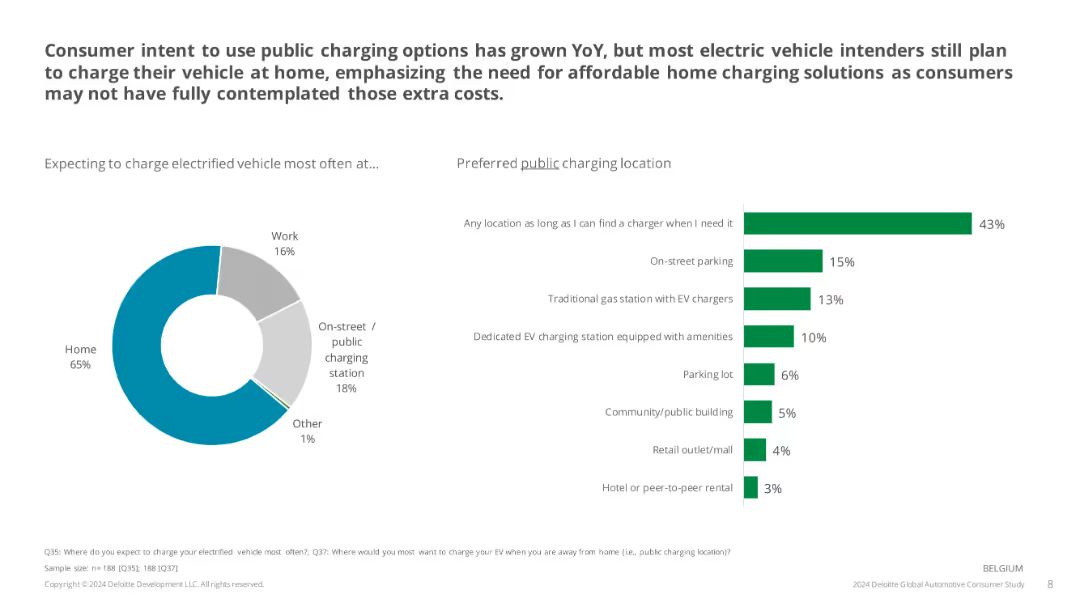 Consumer intent to use public charging options has grown YoY, but most electric vehicle intenders still plan
to charge their vehicle at home, emphasizing the need for affordable home charging solutions as consumers
may not have fully contemplated those extra costs.
Expecting to charge electrified vehicle most often at...
Work
16%
On-street /
public
charging
station
18%
Home
65%
Other
1%
Preferred public charging location
Any location as long as I can find a charger when I need it
43%
On-street parking
15%
Traditional gas station with EV chargers
13%
Dedicated EV charging station equipped with amenities
10%
Parking lot
6%
Community/public building
5%
Retail outlet/mall
4%
Hotel or peer-to-peer rental
3%
Q35: Where do you expect to charge your electrified vehicle most often?; Q37: Where would you most want to charge your EV when you are away from home (i.e., public charging location)?
Sample size: n= 188 [Q35]; 188 [Q37]
BELGIUM
Copyright © 2024 Deloitte Development LLC. All rights reserved.
2024 Deloitte Global Automotive Consumer Study
8